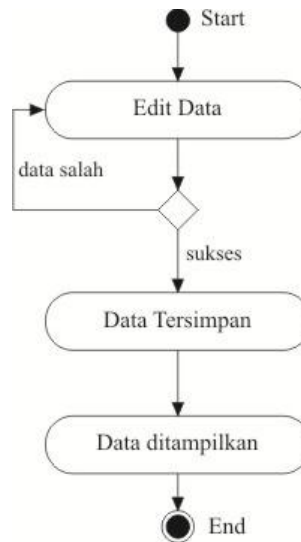 Start
Edit Data
data salah
sukses
Data Tersimpan
Data ditampilkan
End